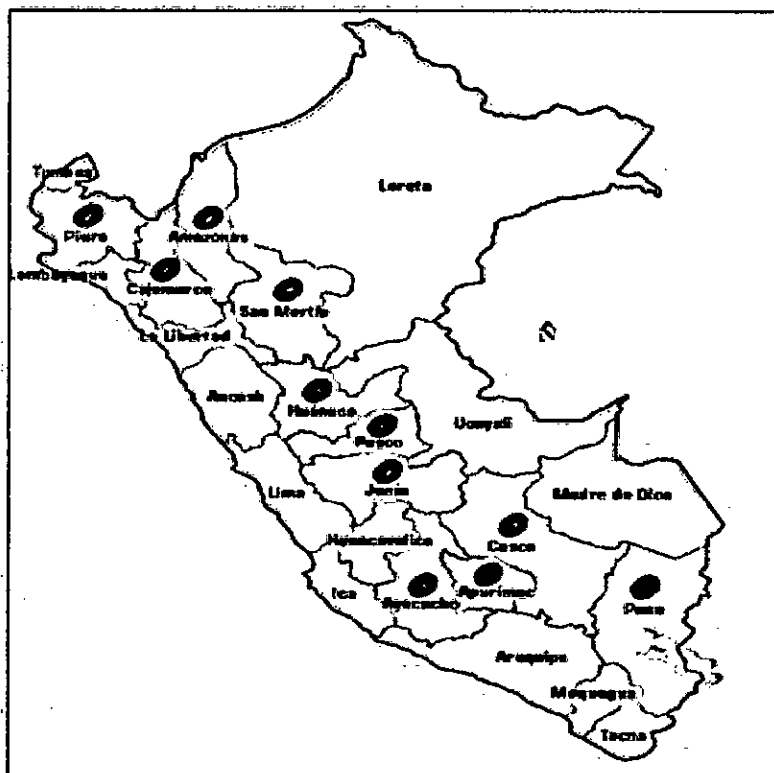 Tumbes
Loreto
Piura
Amazonas
Lambayeque
Cajamarca
San Martín
La Libertad
Ancash
Huánuco
Ucayali
Pasco
Lima
Junín
Madre de Dios
Huancavelica
Cusco
Ica
Ayacucho
Apurímac
Puno
Arequipa
Moquegua
Tacna